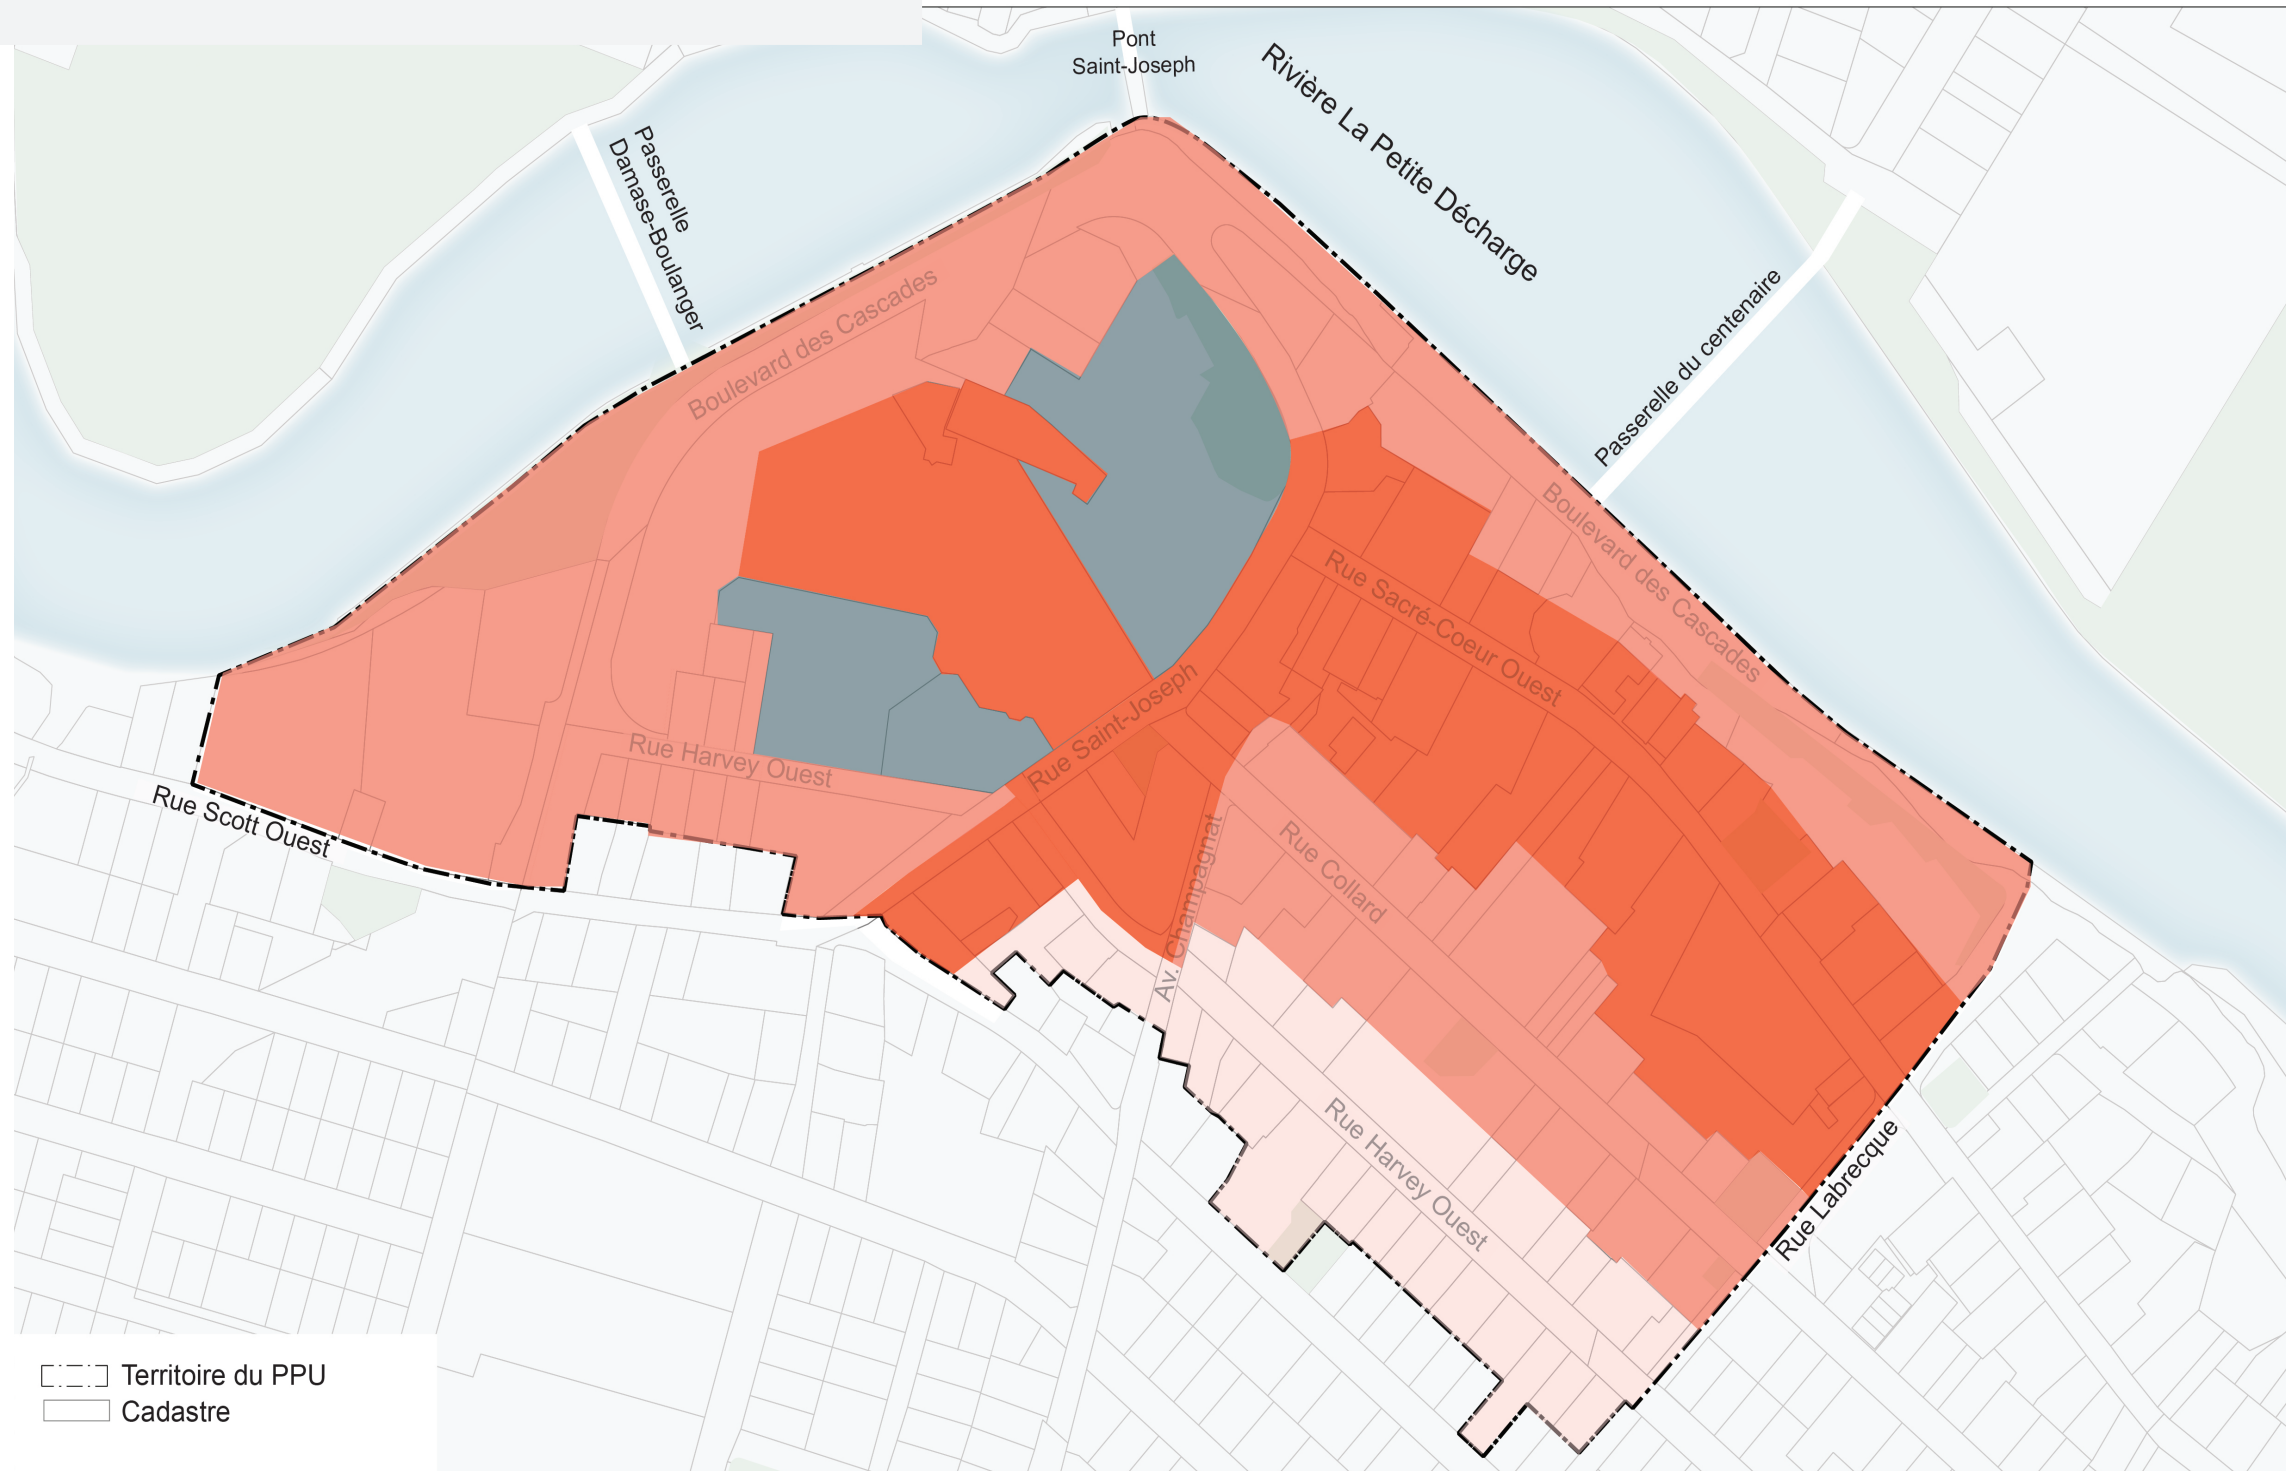 Pont
Saint-Joseph
Rivière La Petite Décharge
Passerelle
Damase-Boulanger
Passerelle du centenaire
Boulevard des Cascades
Boulevard des Cascades
Rue Sacré-Coeur Ouest
Rue Saint-Joseph
Rue Harvey Ouest
Rue Scott Ouest
Av. Champagnat
Rue Collard
Rue Harvey Ouest
Rue Labrecque
Territoire du PPU
Cadastre